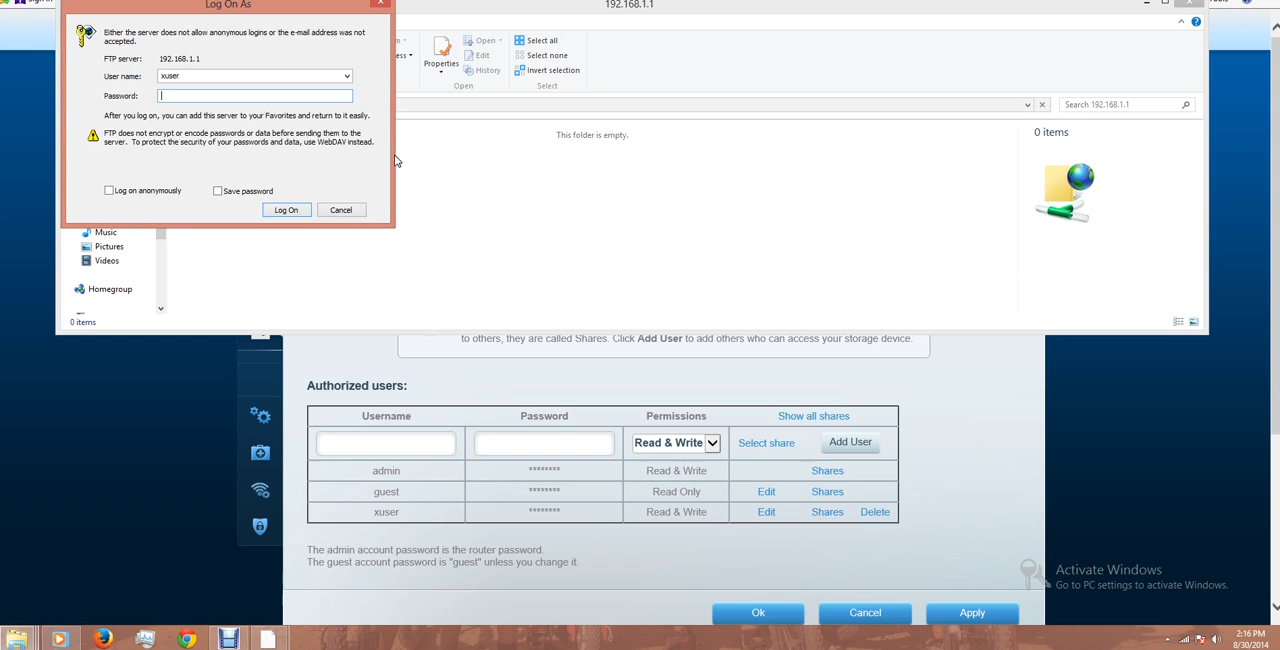 Log On As
192.168.1.1
Either the server does not allow anonymous logins or the e-mail address was not
accepted.
FTP server: 192.168.1.1
User name: xuser
Password:
After you log on, you can add this server to your Favorites and return to it easily.
FTP does not encrypt or encode passwords or data before sending them to the
server. To protect the security of your passwords and data, use WebDAV instead.
Log on anonymously
Save password
Log On
Cancel
Properties
Open
Edit
History
Open
Select all
Select none
Invert selection
Select
Search 192.168.1.1
This folder is empty.
0 items
Music
Pictures
Videos
Homegroup
0 items
to others, they are called Shares. Click Add User to add others who can access your storage device.
Authorized users:
Username Password Permissions Show all shares
Read & Write Select share Add User
admin ******** Read & Write Shares
guest ******** Read Only Edit Shares
xuser ******** Read & Write Edit Shares Delete
The admin account password is the router password.
The guest account password is "guest" unless you change it.
Activate Windows
Go to PC settings to activate Windows.
Ok
Cancel
Apply
2:16 PM
8/30/2014